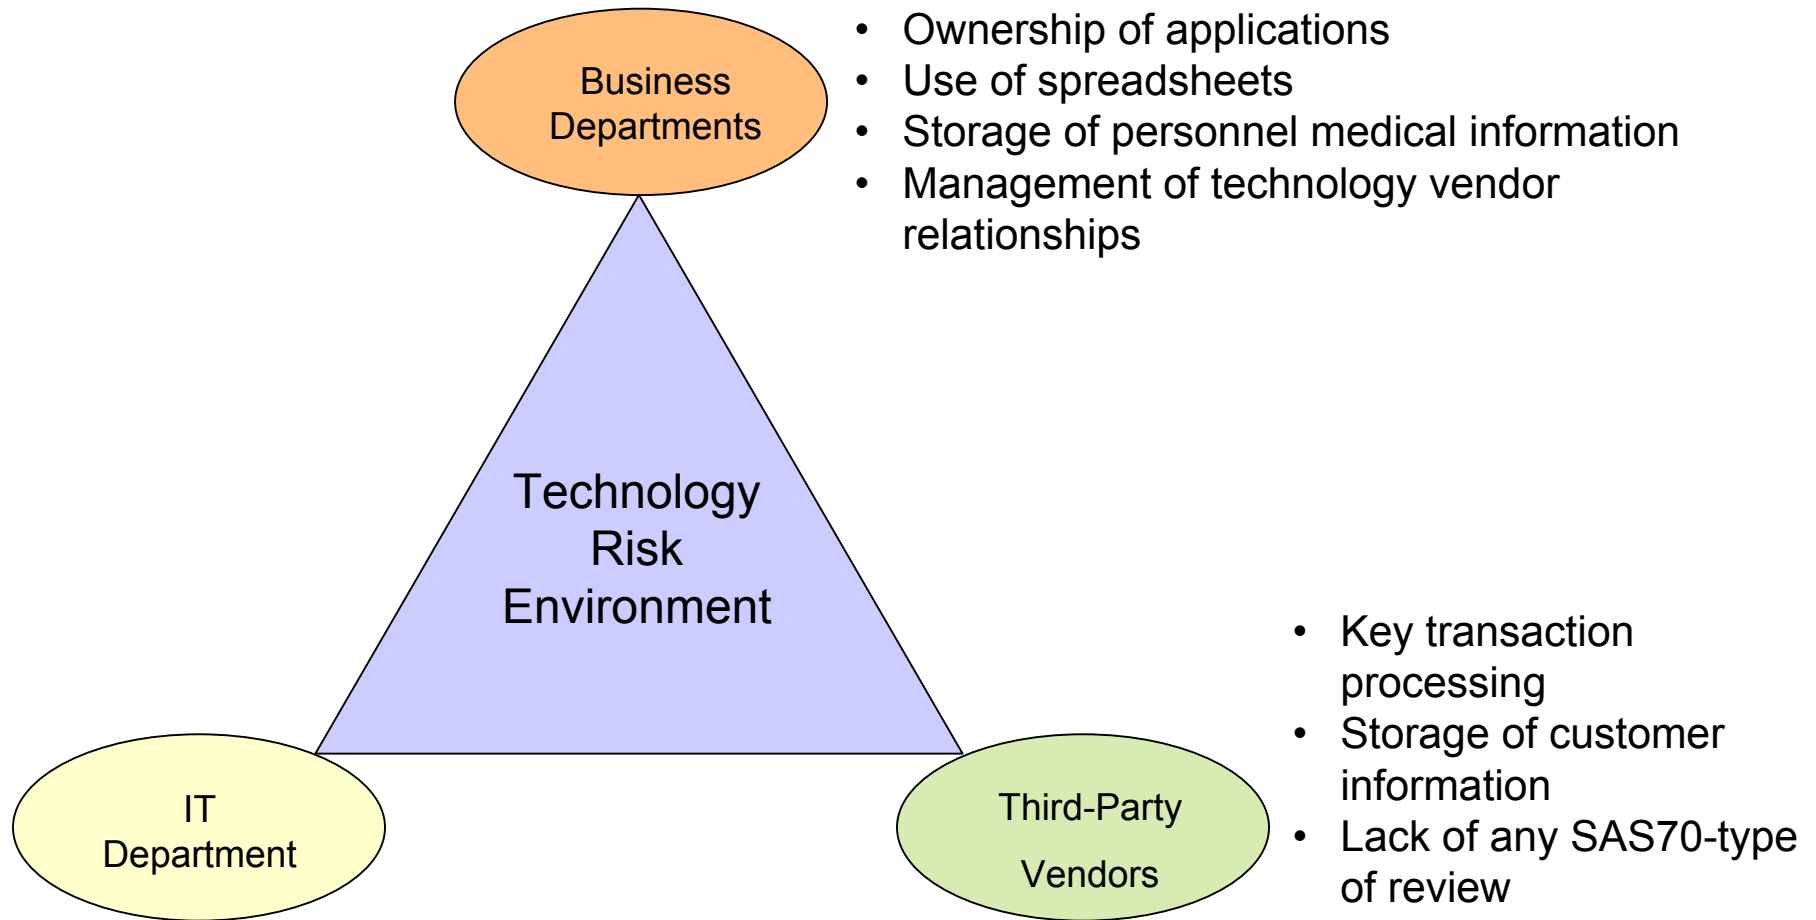 Business
Departments
• Ownership of applications
• Use of spreadsheets
• Storage of personnel medical information
• Management of technology vendor
relationships
Technology
Risk
Environment
IT
Department
Third-Party
Vendors
• Key transaction
processing
• Storage of customer
information
• Lack of any SAS70-type
of review